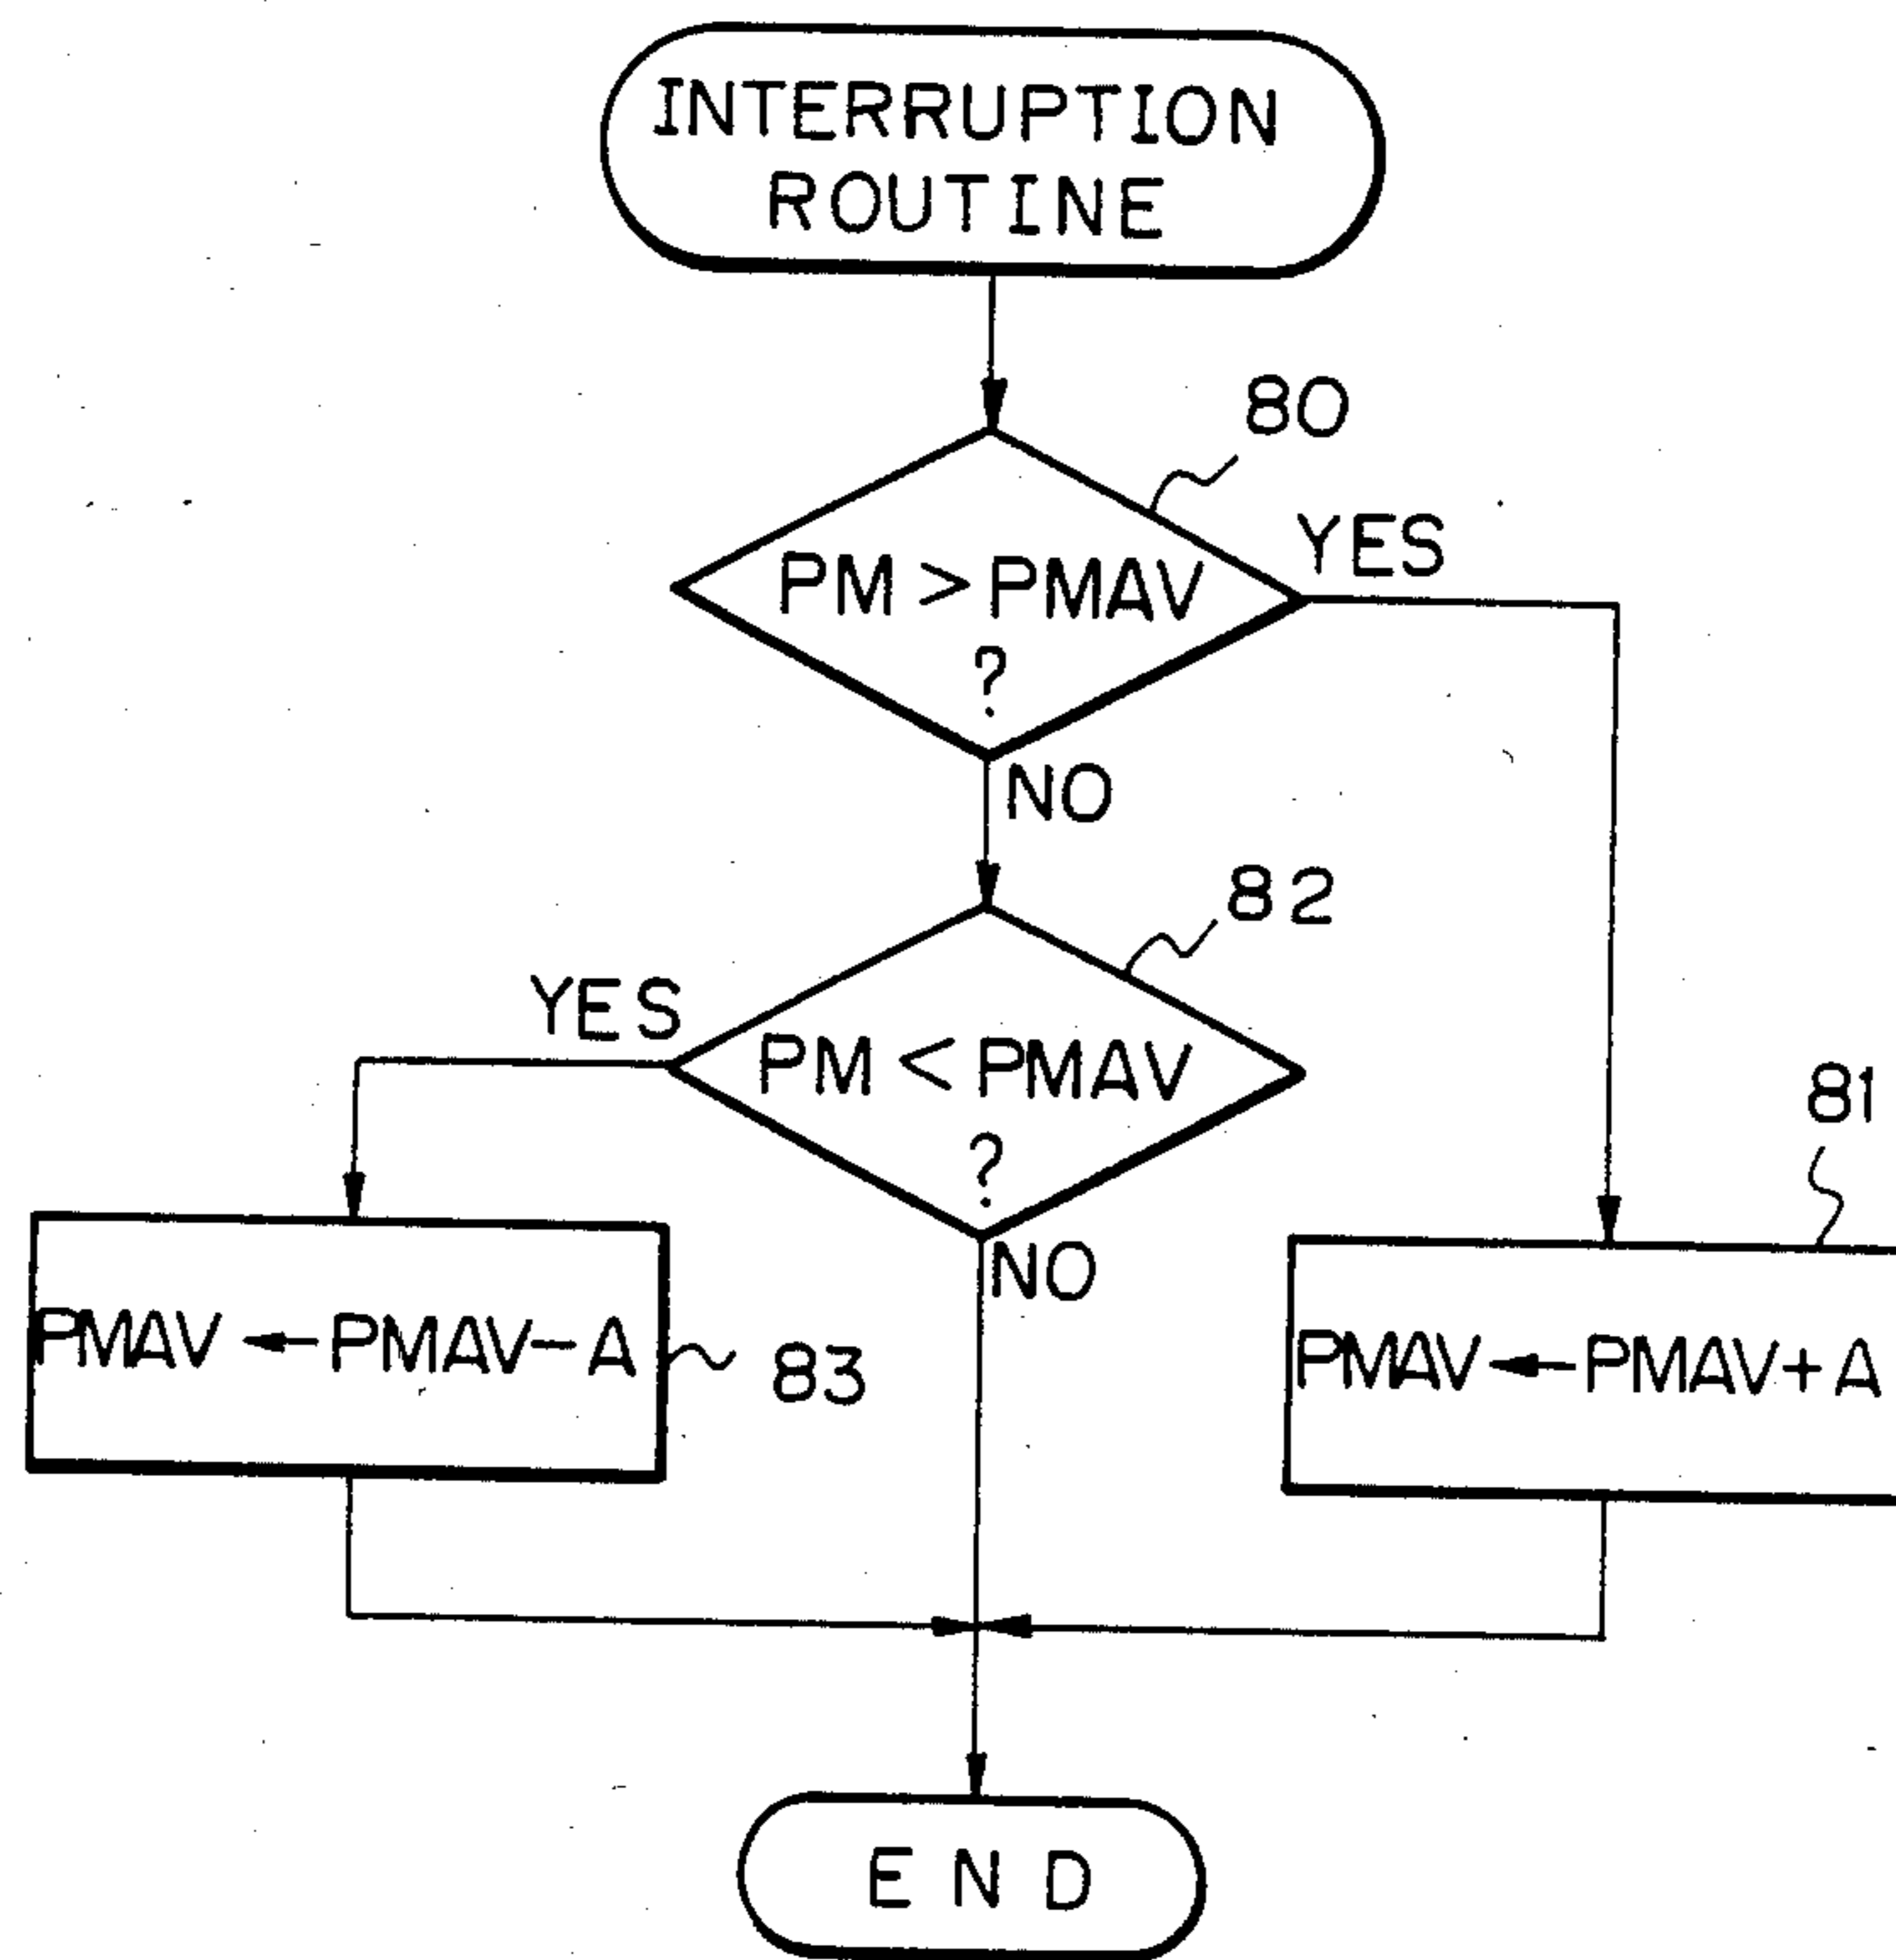 INTERRUPTION
ROUTINE
80
PM > PMAV
?
YES
NO
82
PM < PMAV
?
YES
NO
81
PMAV ← PMAV - A
83
PMAV ← PMAV + A
END